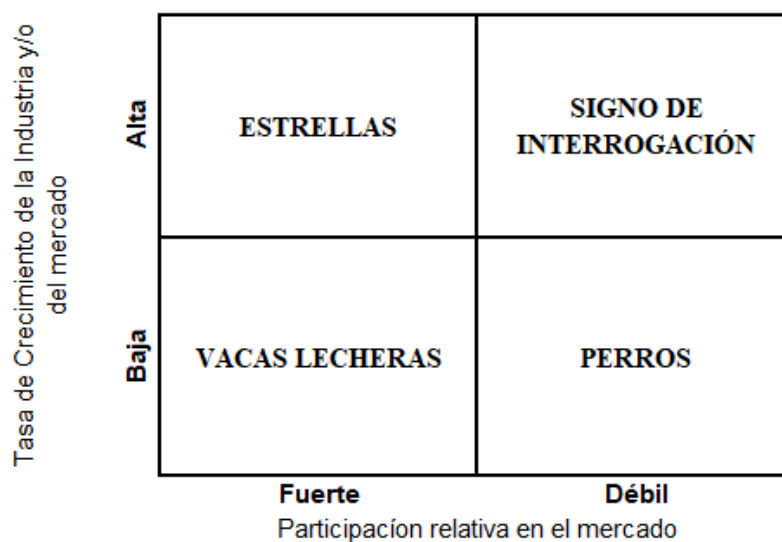 Tasa de Crecimiento de la Industria y/o
del mercado
Alta
ESTRELLAS
SIGNO DE
INTERROGACIÓN
Baja
VACAS LECHERAS
PERROS
Fuerte
Débil
Participacíon relativa en el mercado